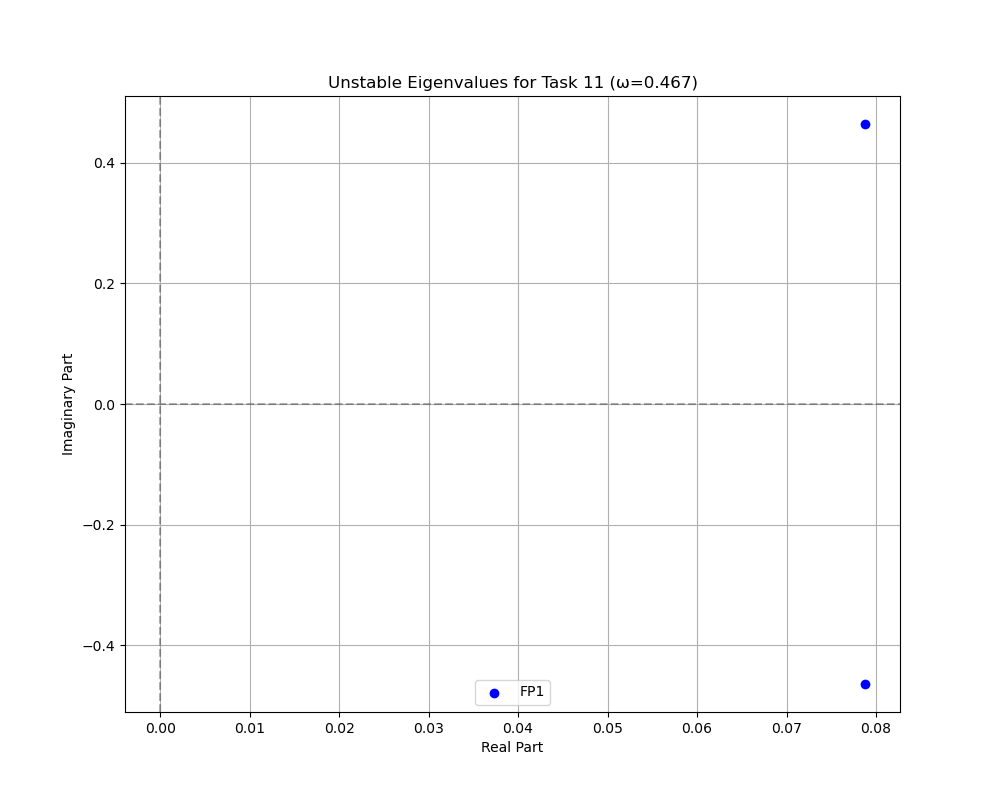 Unstable Eigenvalues for Task 11 (ω=0.467)
0.4
0.2
0.0
−0.2
−0.4
Imaginary Part
FP1
0.00 0.01 0.02 0.03 0.04 0.05 0.06 0.07 0.08
Real Part